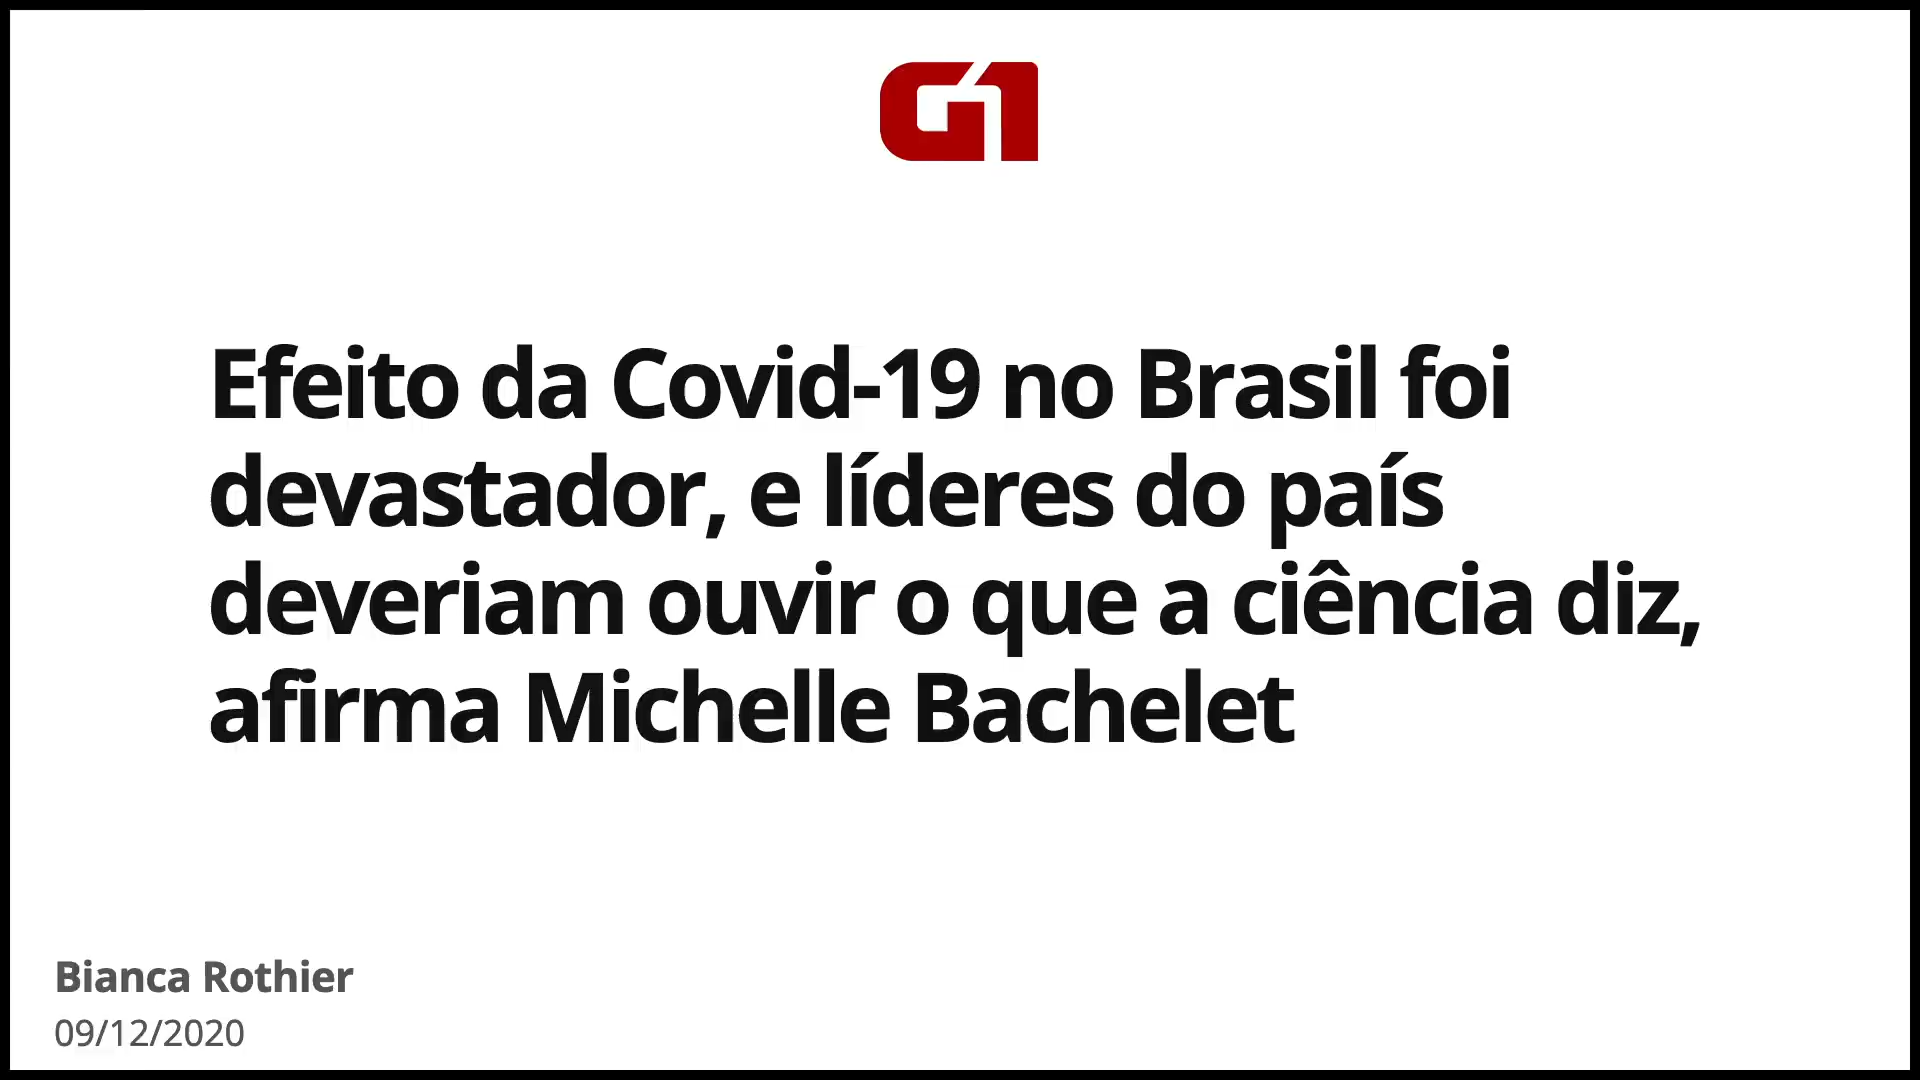 G1
Efeito da Covid-19 no Brasil foi
devastador, e líderes do país
deveriam ouvir o que a ciência diz,
afirma Michelle Bachelet
Bianca Rothier
09/12/2020